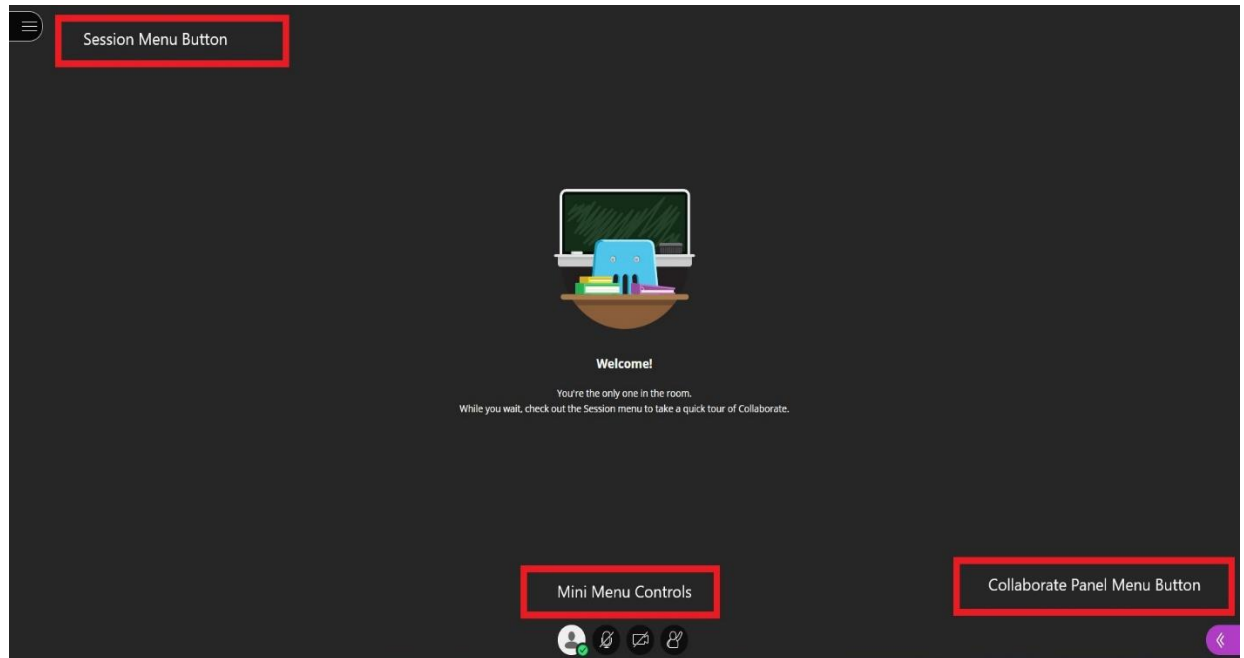 Session Menu Button
Welcome!
You're the only one in the room.
While you wait, check out the Session menu to take a quick tour of Collaborate.
Mini Menu Controls
Collaborate Panel Menu Button